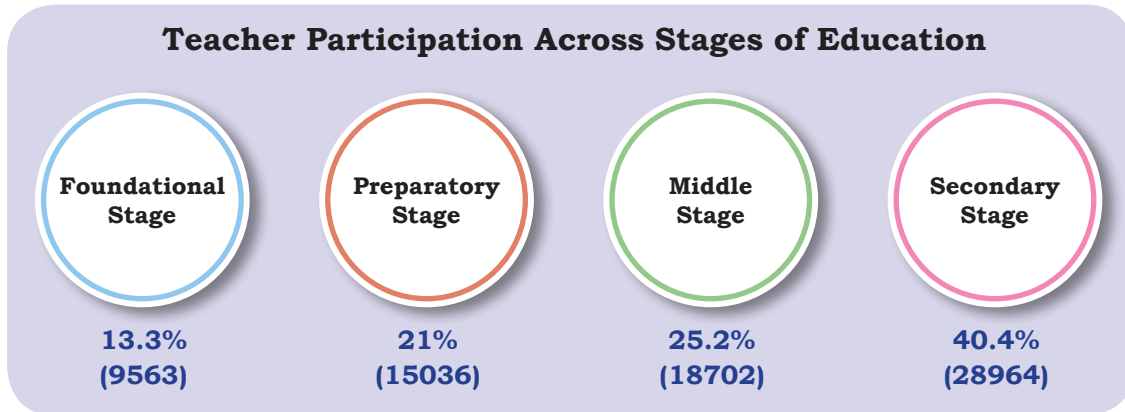 Teacher Participation Across Stages of Education
Foundational
Stage
13.3%
(9563)
Preparatory
Stage
21%
(15036)
Middle
Stage
25.2%
(18702)
Secondary
Stage
40.4%
(28964)